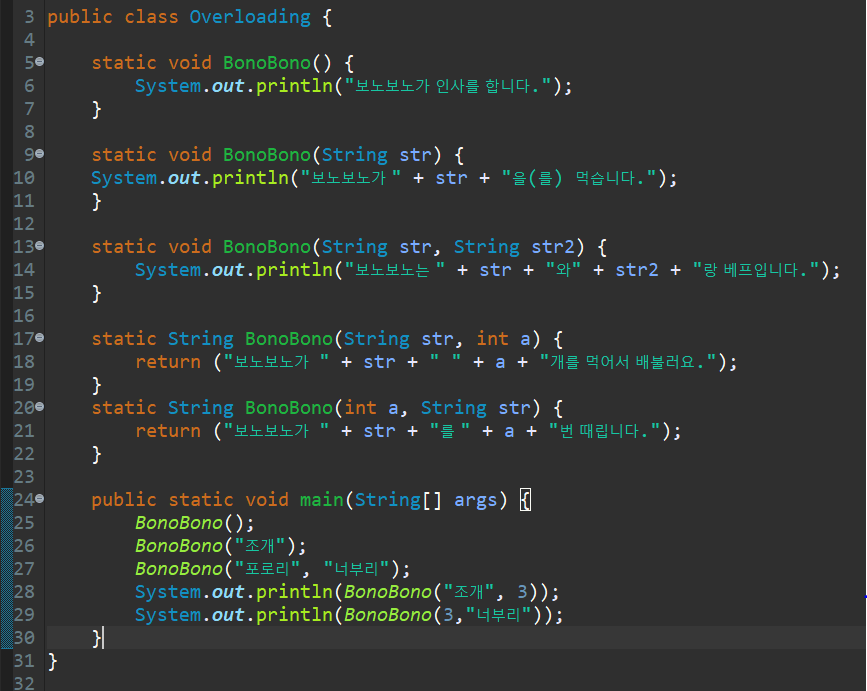 3 public class Overloading {
4
5 static void BonoBono() {
6 System.out.println("보노보노가 인사를 합니다.");
7 }
8
9 static void BonoBono(String str) {
10 System.out.println("보노보노가 " + str + "을(를) 먹습니다.");
11 }
12
13 static void BonoBono(String str, String str2) {
14 System.out.println("보노보노는 " + str + "와" + str2 + "랑 베프입니다.");
15 }
16
17 static String BonoBono(String str, int a) {
18 return ("보노보노가 " + str + " " + a + "개를 먹어서 배불러요.");
19 }
20 static String BonoBono(int a, String str) {
21 return ("보노보노가 " + str + "를 " + a + "번 때립니다.");
22 }
23
24 public static void main(String[] args) {
25 BonoBono();
26 BonoBono("조개");
27 BonoBono("포로리", "너부리");
28 System.out.println(BonoBono("조개", 3));
29 System.out.println(BonoBono(3,"너부리"));
30 }
31 }
32